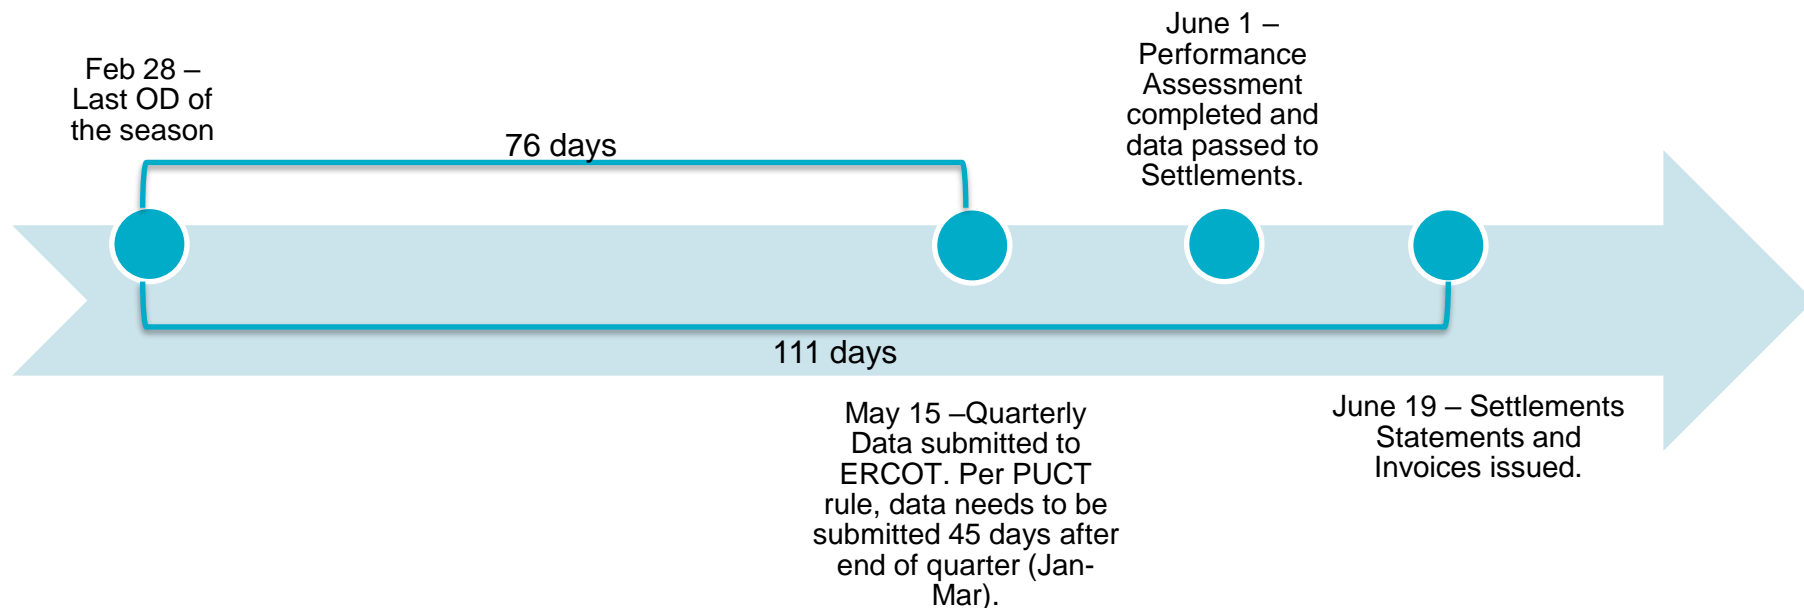 Feb 28 –
Last OD of
the season
76 days
June 1 –
Performance
Assessment
completed and
data passed to
Settlements.
111 days
May 15 –Quarterly
Data submitted to
ERCOT. Per PUCT
rule, data needs to be
submitted 45 days after
end of quarter (Jan-
Mar).
June 19 – Settlements
Statements and
Invoices issued.